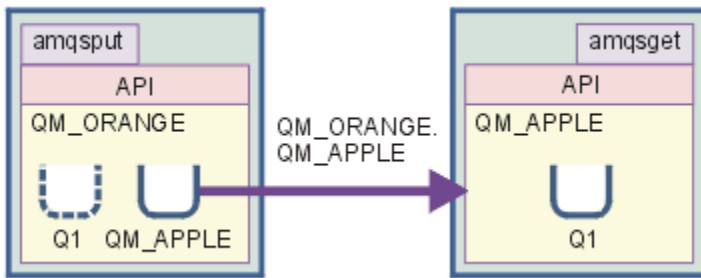 amqsput
API
QM_ORANGE
Q1
QM_APPLE
QM_ORANGE.
QM_APPLE
amqsget
API
QM_APPLE
Q1